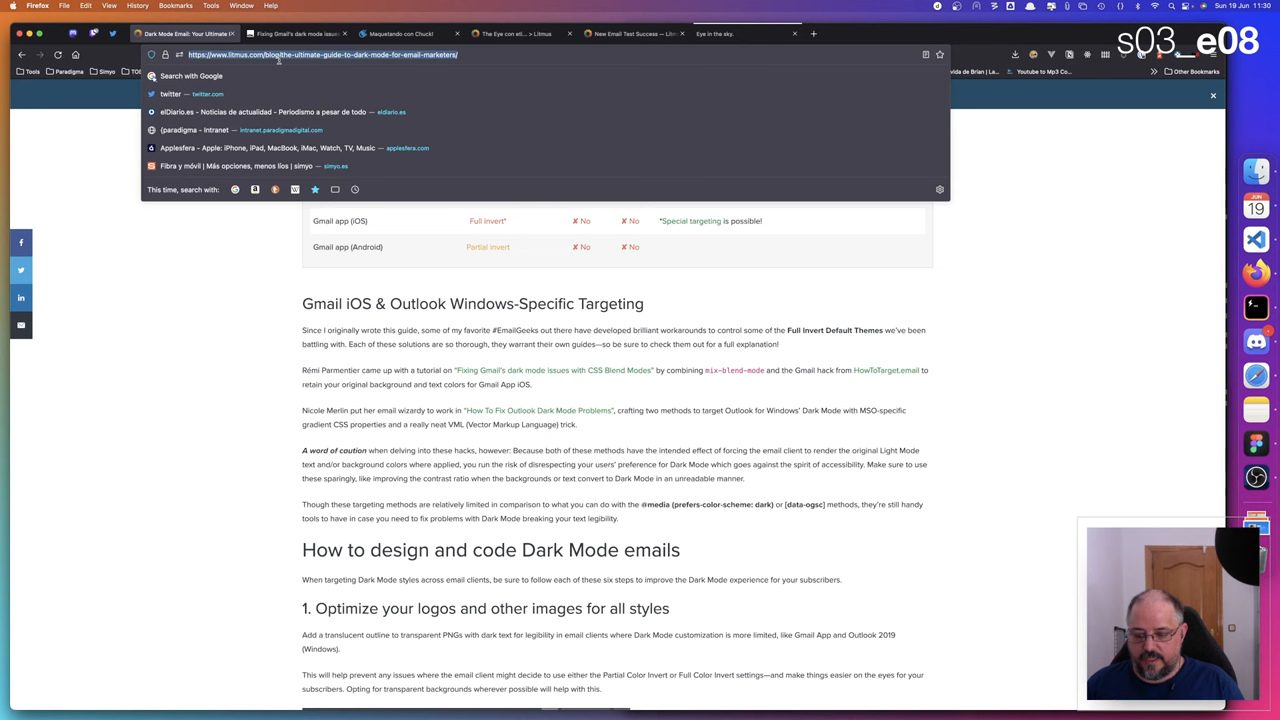 Firefox File Edit View History Bookmarks Tools Window Help
Sun 19 Jun 11:30
Dark Mode Email: Your Ultimate
Fixing Gmail's dark mode issues
Maquetando con Chuck!
The Eye con eti... > Litmus
New Email Test Success — Litmus
Eye in the sky.
s03 e08
https://www.litmus.com/blog/the-ultimate-guide-to-dark-mode-for-email-marketers/
Tools Paradigma Simyo
vida de Brian | La... Youtube to Mp3 Co... Other Bookmarks
Search with Google
twitter — twitter.com
elDiario.es - Noticias de actualidad - Periodismo a pesar de todo — eldiario.es
{paradigma - Intranet — intranet.paradigmadigital.com
Applesfera - Apple: iPhone, iPad, MacBook, iMac, Watch, TV, Music — applesfera.com
Fibra y móvil | Más opciones, menos líos | simyo — simyo.es
This time, search with:
Gmail app (iOS) Full invert* ✘ No ✘ No *Special targeting is possible!
Gmail app (Android) Partial invert ✘ No ✘ No
Gmail iOS & Outlook Windows-Specific Targeting
Since I originally wrote this guide, some of my favorite #EmailGeeks out there have developed brilliant workarounds to control some of the Full Invert Default Themes we've been
battling with. Each of these solutions are so thorough, they warrant their own guides—so be sure to check them out for a full explanation!
Rémi Parmentier came up with a tutorial on "Fixing Gmail's dark mode issues with CSS Blend Modes" by combining mix-blend-mode and the Gmail hack from HowToTarget.email to
retain your original background and text colors for Gmail App iOS.
Nicole Merlin put her email wizardy to work in "How To Fix Outlook Dark Mode Problems", crafting two methods to target Outlook for Windows' Dark Mode with MSO-specific
gradient CSS properties and a really neat VML (Vector Markup Language) trick.
A word of caution when delving into these hacks, however: Because both of these methods have the intended effect of forcing the email client to render the original Light Mode
text and/or background colors where applied, you run the risk of disrespecting your users' preference for Dark Mode which goes against the spirit of accessibility. Make sure to use
these sparingly, like improving the contrast ratio when the backgrounds or text convert to Dark Mode in an unreadable manner.
Though these targeting methods are relatively limited in comparison to what you can do with the @media (prefers-color-scheme: dark) or [data-ogsc] methods, they're still handy
tools to have in case you need to fix problems with Dark Mode breaking your text legibility.
How to design and code Dark Mode emails
When targeting Dark Mode styles across email clients, be sure to follow each of these six steps to improve the Dark Mode experience for your subscribers.
1. Optimize your logos and other images for all styles
Add a translucent outline to transparent PNGs with dark text for legibility in email clients where Dark Mode customization is more limited, like Gmail App and Outlook 2019
(Windows).
This will help prevent any issues where the email client might decide to use either the Partial Color Invert or Full Color Invert settings—and make things easier on the eyes for your
subscribers. Opting for transparent backgrounds wherever possible will help with this.
JUN
19